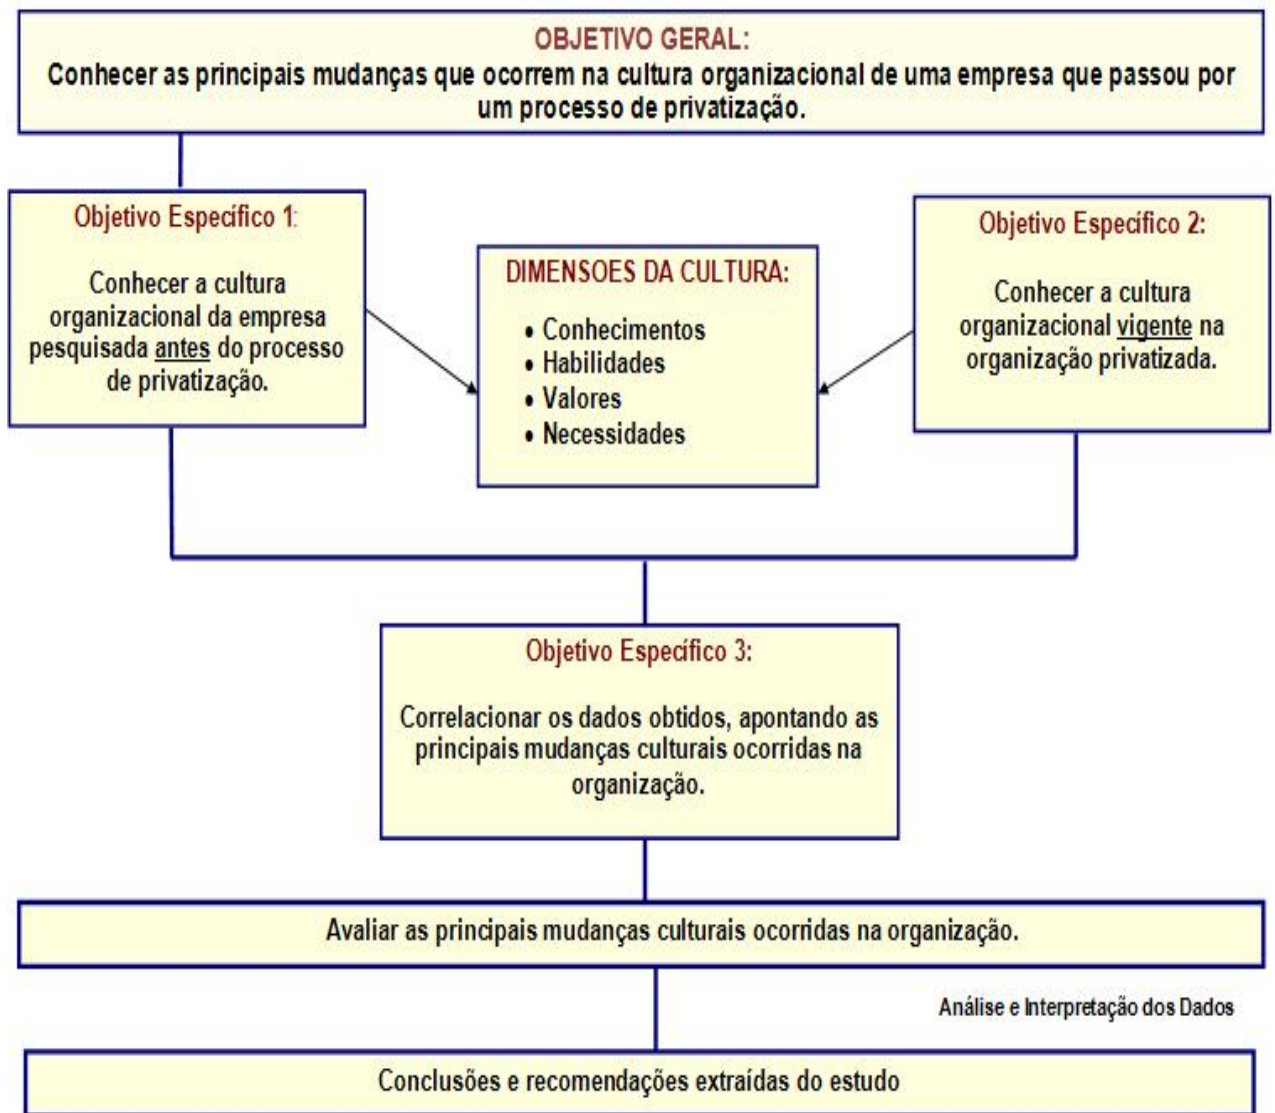 OBJETIVO GERAL:
Conhecer as principais mudanças que ocorrem na cultura organizacional de uma empresa que passou por
um processo de privatização.
Objetivo Específico 1:
Conhecer a cultura
organizacional da empresa
pesquisada antes do processo
de privatização.
DIMENSOES DA CULTURA:
• Conhecimentos
• Habilidades
• Valores
• Necessidades
Objetivo Específico 2:
Conhecer a cultura
organizacional vigente na
organização privatizada.
Objetivo Específico 3:
Correlacionar os dados obtidos, apontando as
principais mudanças culturais ocorridas na
organização.
Avaliar as principais mudanças culturais ocorridas na organização.
Análise e Interpretação dos Dados
Conclusões e recomendações extraídas do estudo